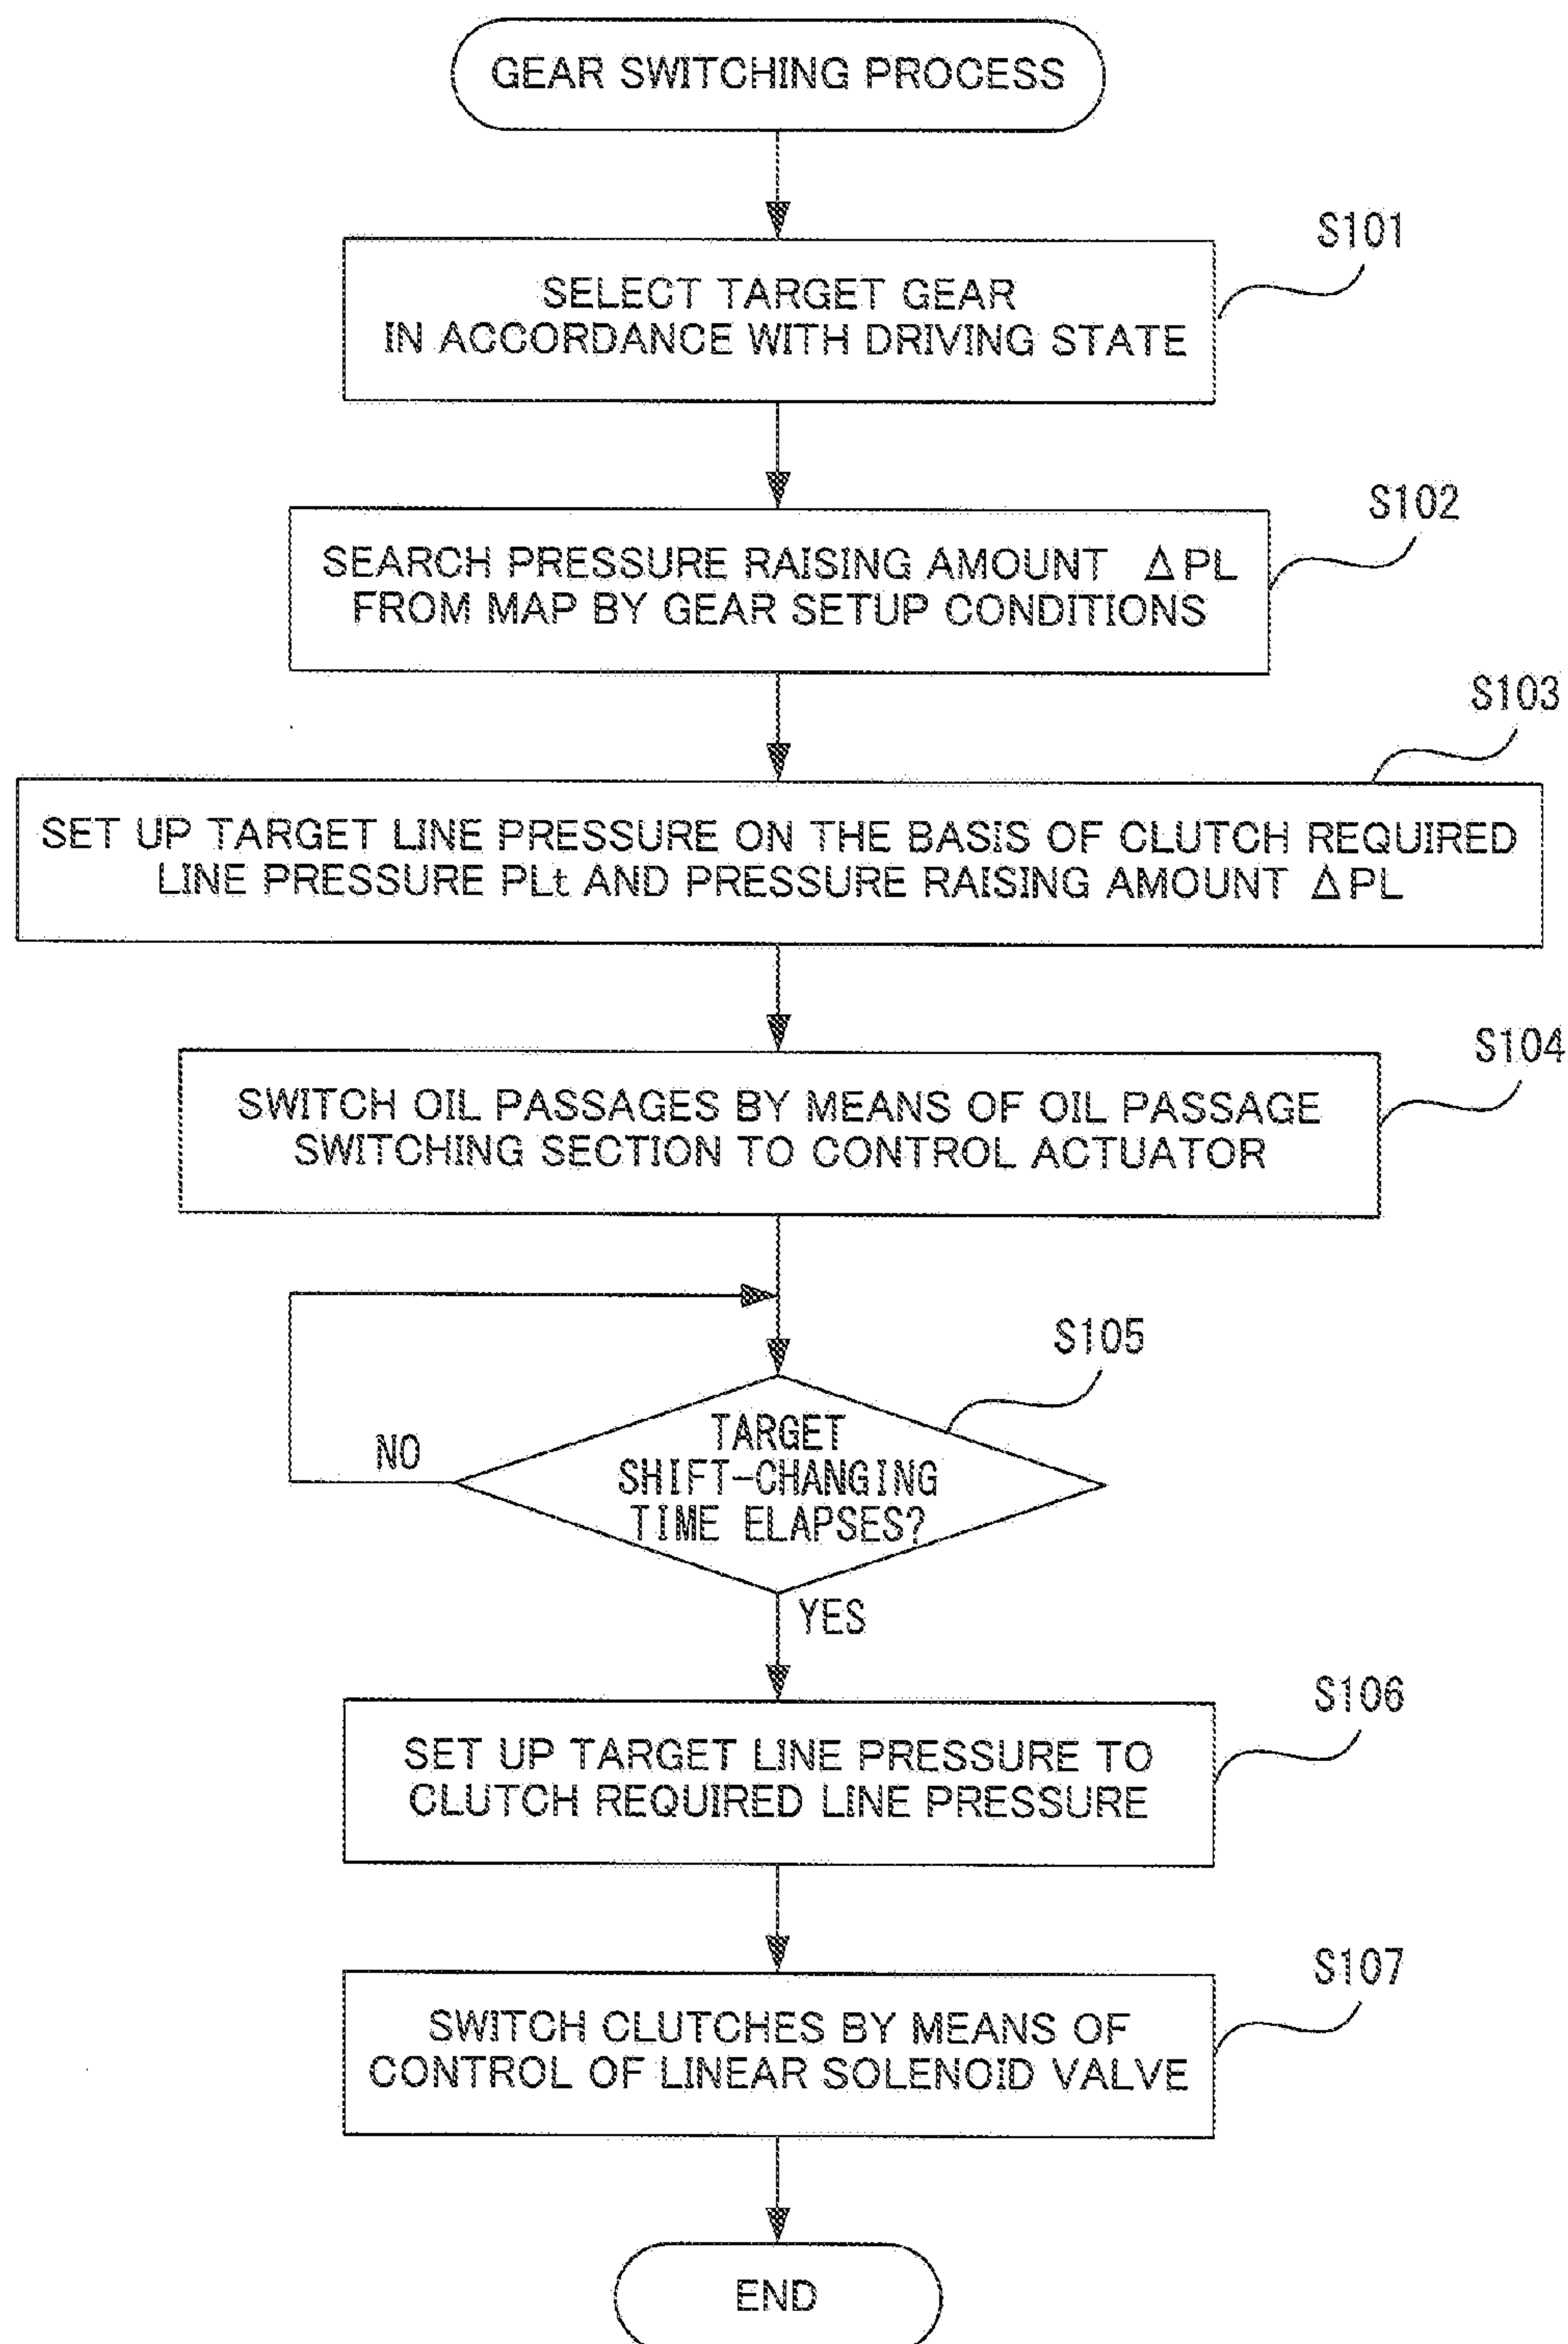 GEAR SWITCHING PROCESS
S101
SELECT TARGET GEAR
IN ACCORDANCE WITH DRIVING STATE
S102
SEARCH PRESSURE RAISING AMOUNT ΔPL
FROM MAP BY GEAR SETUP CONDITIONS
S103
SET UP TARGET LINE PRESSURE ON THE BASIS OF CLUTCH REQUIRED
LINE PRESSURE PLt AND PRESSURE RAISING AMOUNT ΔPL
S104
SWITCH OIL PASSAGES BY MEANS OF OIL PASSAGE
SWITCHING SECTION TO CONTROL ACTUATOR
S105
TARGET
SHIFT-CHANGING
TIME ELAPSES?
NO
YES
S106
SET UP TARGET LINE PRESSURE TO
CLUTCH REQUIRED LINE PRESSURE
S107
SWITCH CLUTCHES BY MEANS OF
CONTROL OF LINEAR SOLENOID VALVE
END